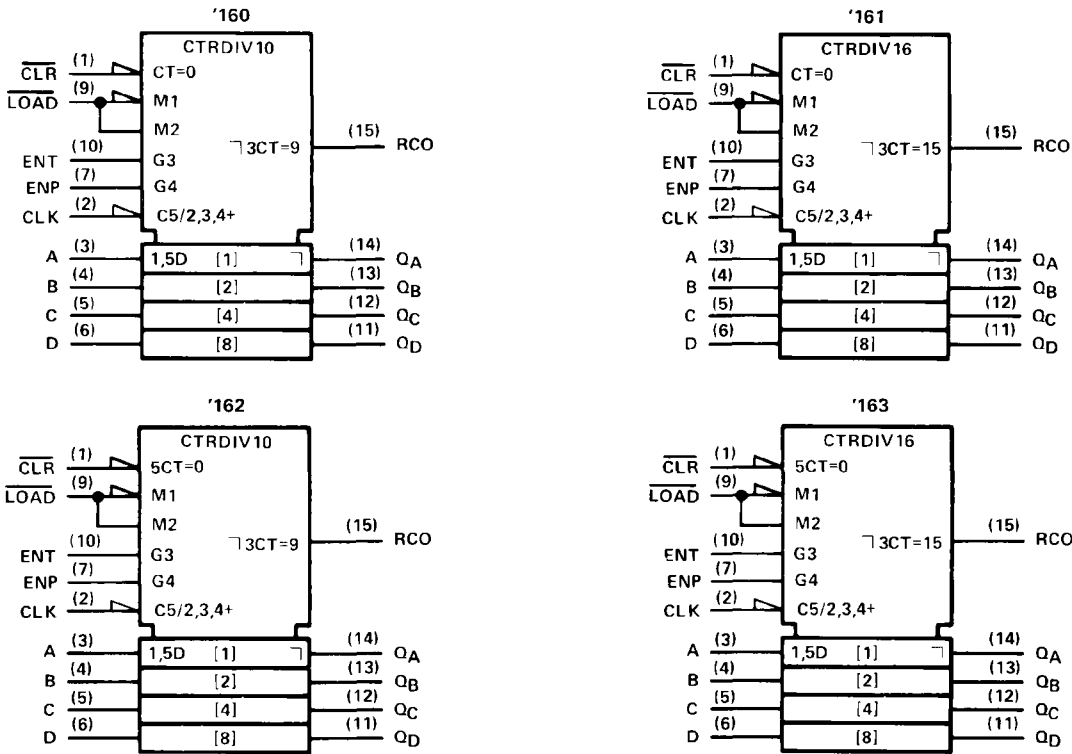 '160
CTRDIV10
CLR (1) CT=0
LOAD (9) M1
M2
ENT (10) G3
ENP (7) G4
CLK (2) C5/2,3,4+
¬3CT=9 (15) RCO
A (3) 1,5D [1] ¬ (14) QA
B (4) [2] (13) QB
C (5) [4] (12) QC
D (6) [8] (11) QD
'161
CTRDIV16
CLR (1) CT=0
LOAD (9) M1
M2
ENT (10) G3
ENP (7) G4
CLK (2) C5/2,3,4+
¬3CT=15 (15) RCO
A (3) 1,5D [1] ¬ (14) QA
B (4) [2] (13) QB
C (5) [4] (12) QC
D (6) [8] (11) QD
'162
CTRDIV10
CLR (1) 5CT=0
LOAD (9) M1
M2
ENT (10) G3
ENP (7) G4
CLK (2) C5/2,3,4+
¬3CT=9 (15) RCO
A (3) 1,5D [1] ¬ (14) QA
B (4) [2] (13) QB
C (5) [4] (12) QC
D (6) [8] (11) QD
'163
CTRDIV16
CLR (1) 5CT=0
LOAD (9) M1
M2
ENT (10) G3
ENP (7) G4
CLK (2) C5/2,3,4+
¬3CT=15 (15) RCO
A (3) 1,5D [1] ¬ (14) QA
B (4) [2] (13) QB
C (5) [4] (12) QC
D (6) [8] (11) QD